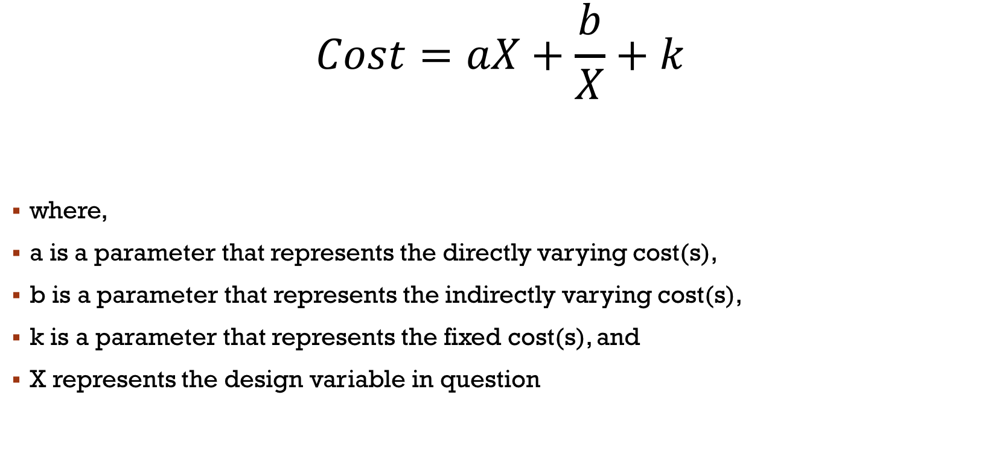 Cost = aX + b/X + k
▪ where,
▪ a is a parameter that represents the directly varying cost(s),
▪ b is a parameter that represents the indirectly varying cost(s),
▪ k is a parameter that represents the fixed cost(s), and
▪ X represents the design variable in question